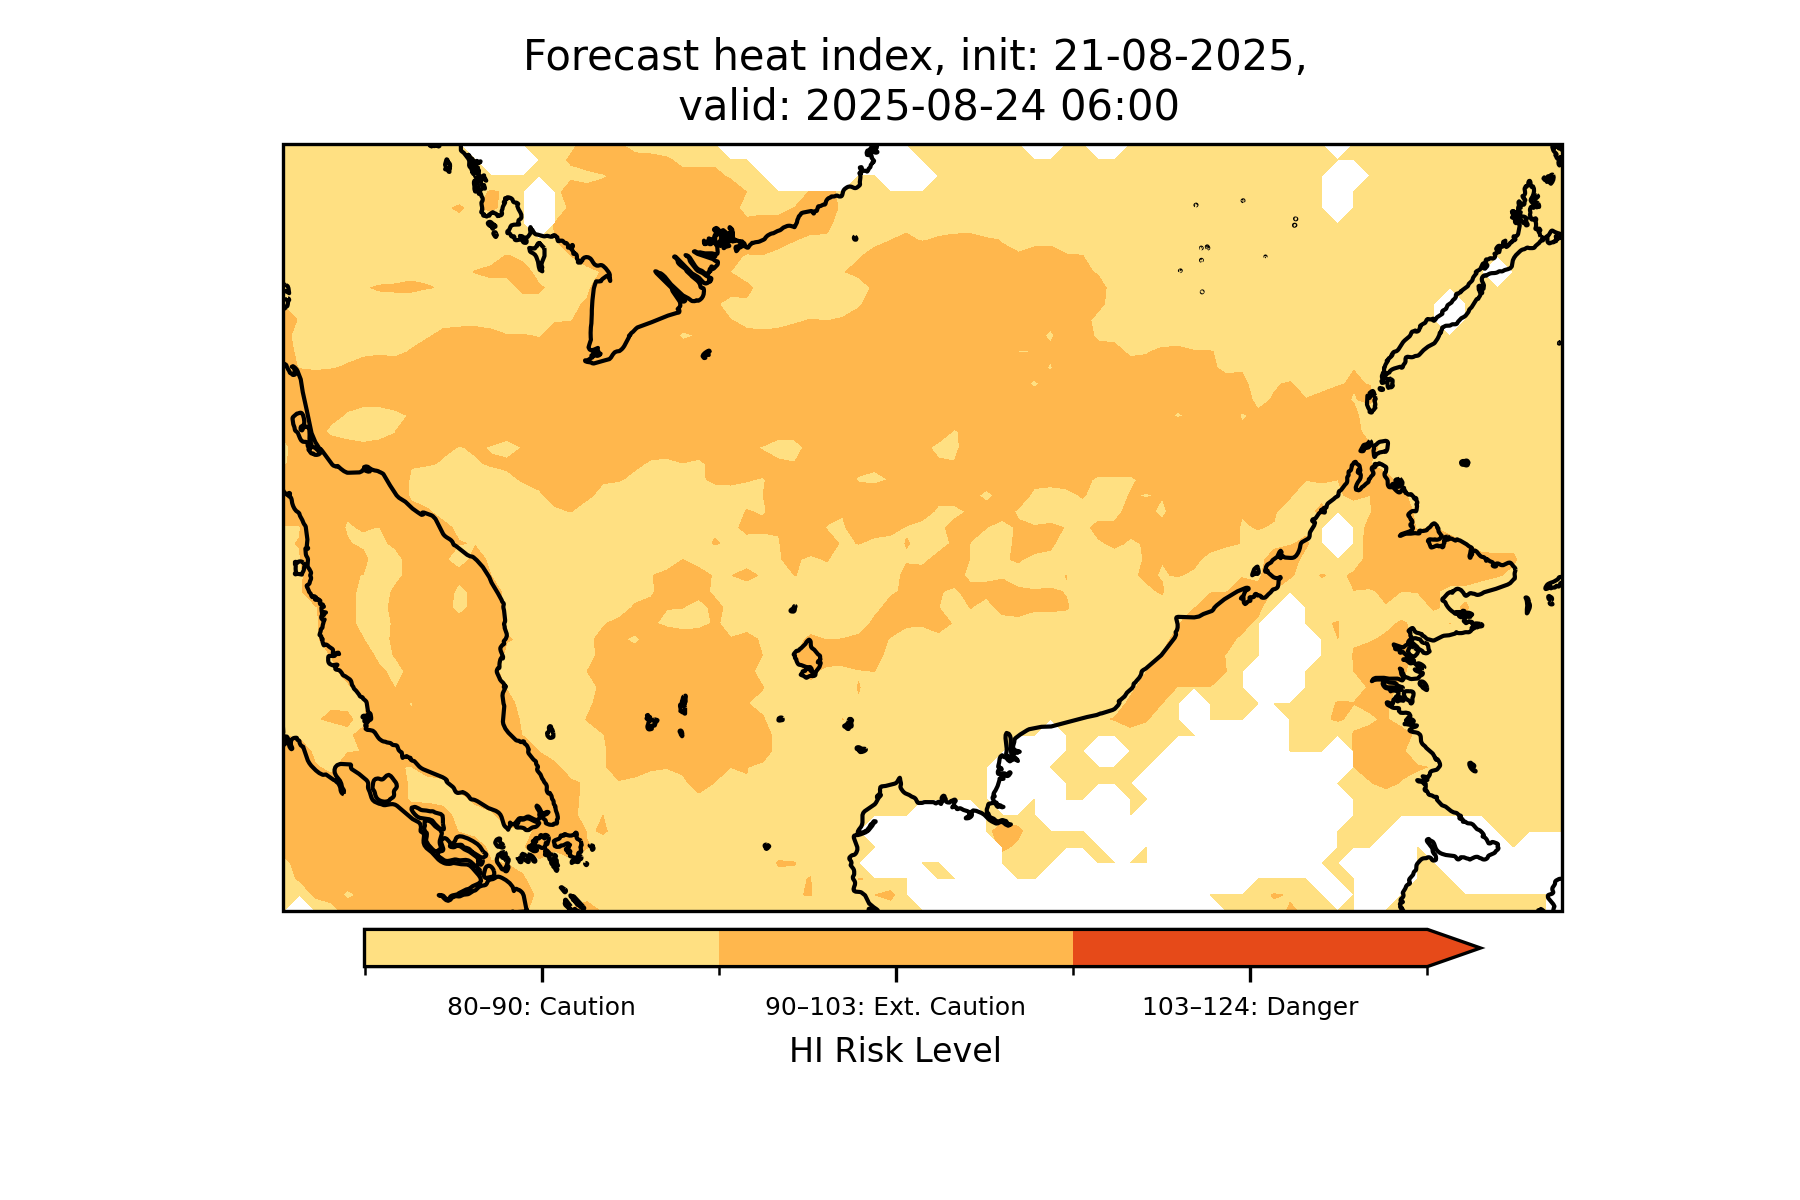 Forecast heat index, init: 21-08-2025,
valid: 2025-08-24 06:00
80–90: Caution
90–103: Ext. Caution
103–124: Danger
HI Risk Level